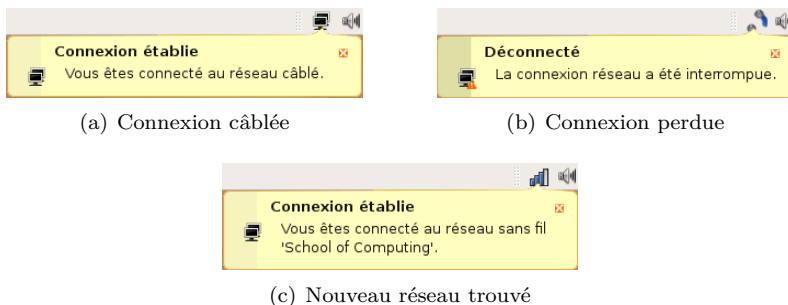 Connexion établie
Vous êtes connecté au réseau câblé.
(a) Connexion câblée
Déconnecté
La connexion réseau a été interrompue.
(b) Connexion perdue
Connexion établie
Vous êtes connecté au réseau sans fil
'School of Computing'.
(c) Nouveau réseau trouvé